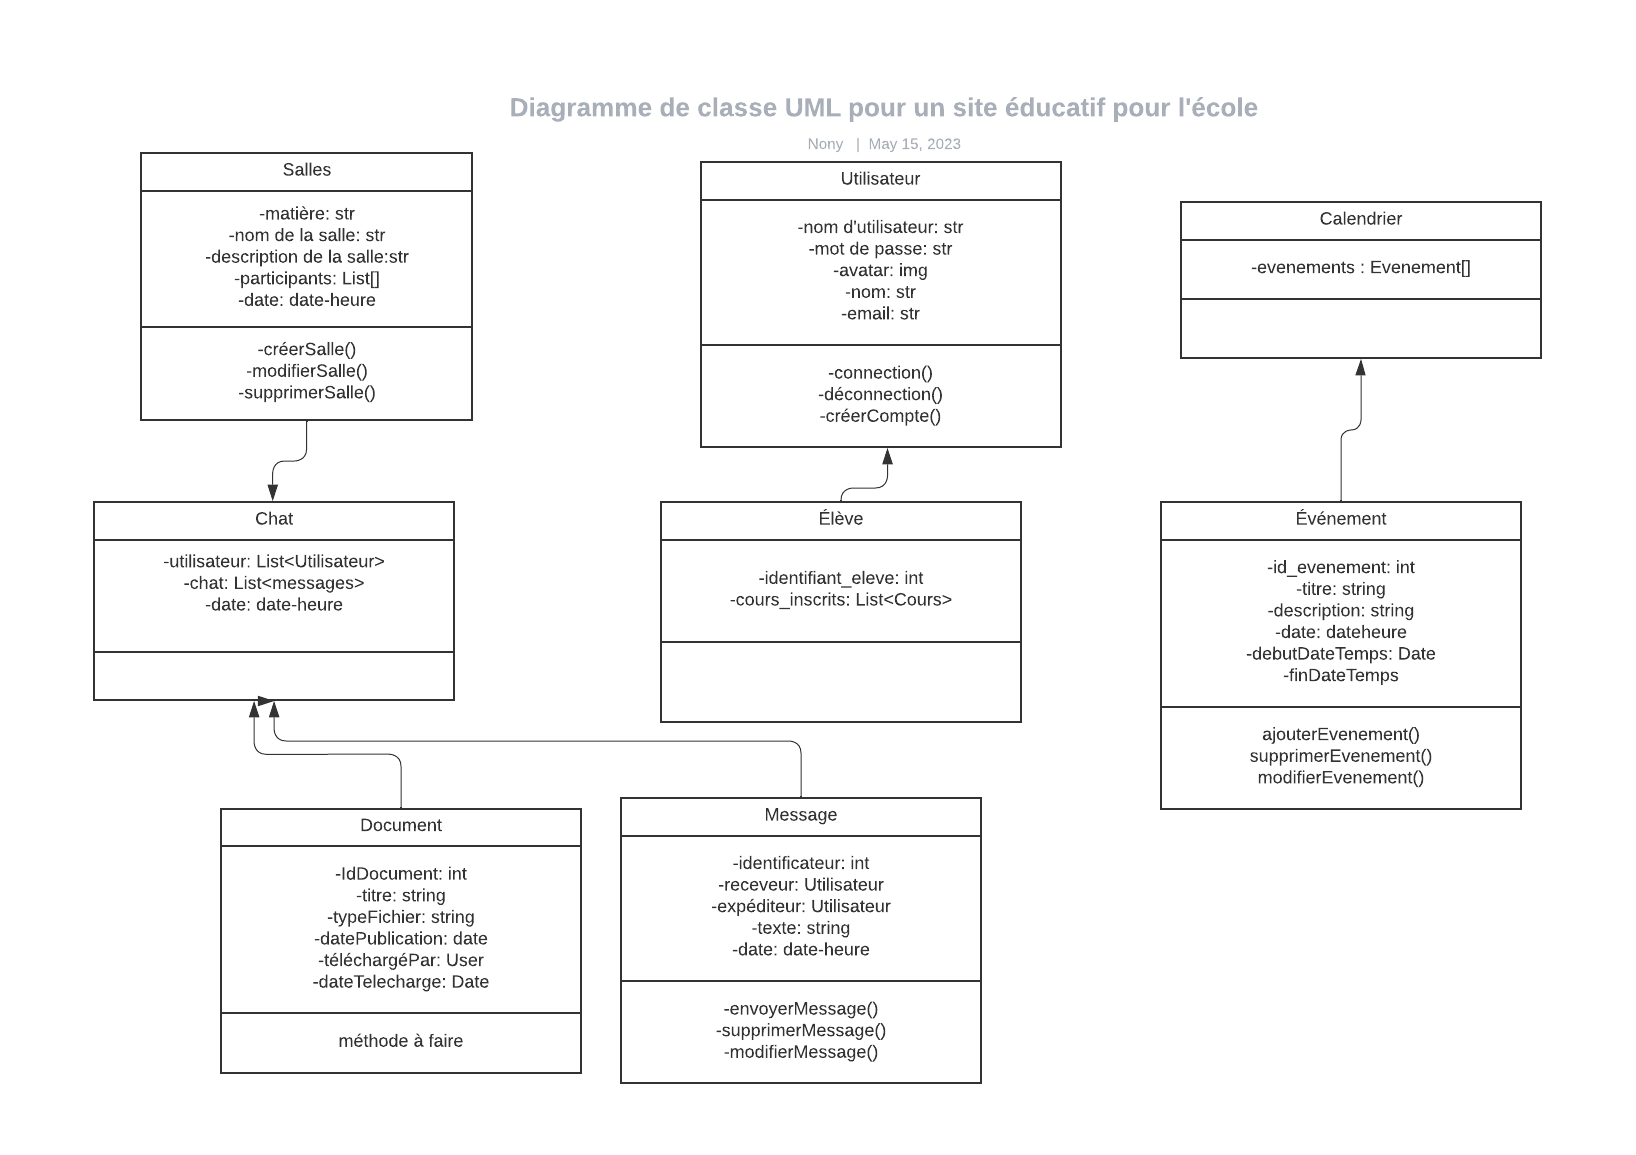 Diagramme de classe UML pour un site éducatif pour l'école
Nony | May 15, 2023
Salles
-matière: str
-nom de la salle: str
-description de la salle:str
-participants: List[]
-date: date-heure
-créerSalle()
-modifierSalle()
-supprimerSalle()
Utilisateur
-nom d'utilisateur: str
-mot de passe: str
-avatar: img
-nom: str
-email: str
-connection()
-déconnection()
-créerCompte()
Calendrier
-evenements : Evenement[]
Chat
-utilisateur: List<Utilisateur>
-chat: List<messages>
-date: date-heure
Élève
-identifiant_eleve: int
-cours_inscrits: List<Cours>
Événement
-id_evenement: int
-titre: string
-description: string
-date: dateheure
-debutDateTemps: Date
-finDateTemps
ajouterEvenement()
supprimerEvenement()
modifierEvenement()
Document
-IdDocument: int
-titre: string
-typeFichier: string
-datePublication: date
-téléchargéPar: User
-dateTelecharge: Date
méthode à faire
Message
-identificateur: int
-receveur: Utilisateur
-expéditeur: Utilisateur
-texte: string
-date: date-heure
-envoyerMessage()
-supprimerMessage()
-modifierMessage()